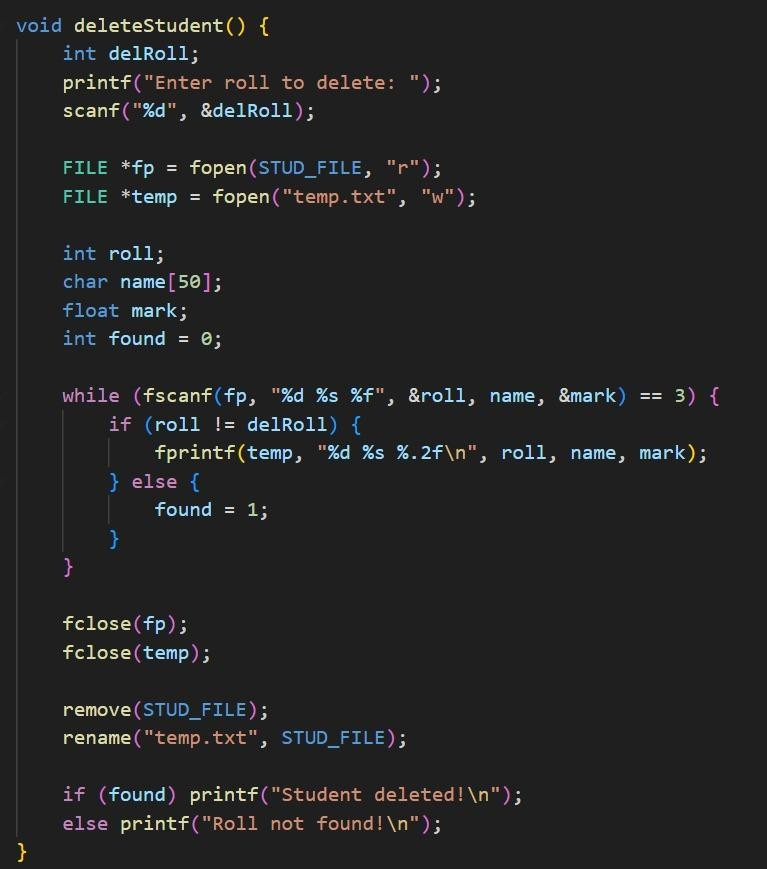 void deleteStudent() {
    int delRoll;
    printf("Enter roll to delete: ");
    scanf("%d", &delRoll);

    FILE *fp = fopen(STUD_FILE, "r");
    FILE *temp = fopen("temp.txt", "w");

    int roll;
    char name[50];
    float mark;
    int found = 0;

    while (fscanf(fp, "%d %s %f", &roll, name, &mark) == 3) {
        if (roll != delRoll) {
            fprintf(temp, "%d %s %.2f\n", roll, name, mark);
        } else {
            found = 1;
        }
    }

    fclose(fp);
    fclose(temp);

    remove(STUD_FILE);
    rename("temp.txt", STUD_FILE);

    if (found) printf("Student deleted!\n");
    else printf("Roll not found!\n");
}